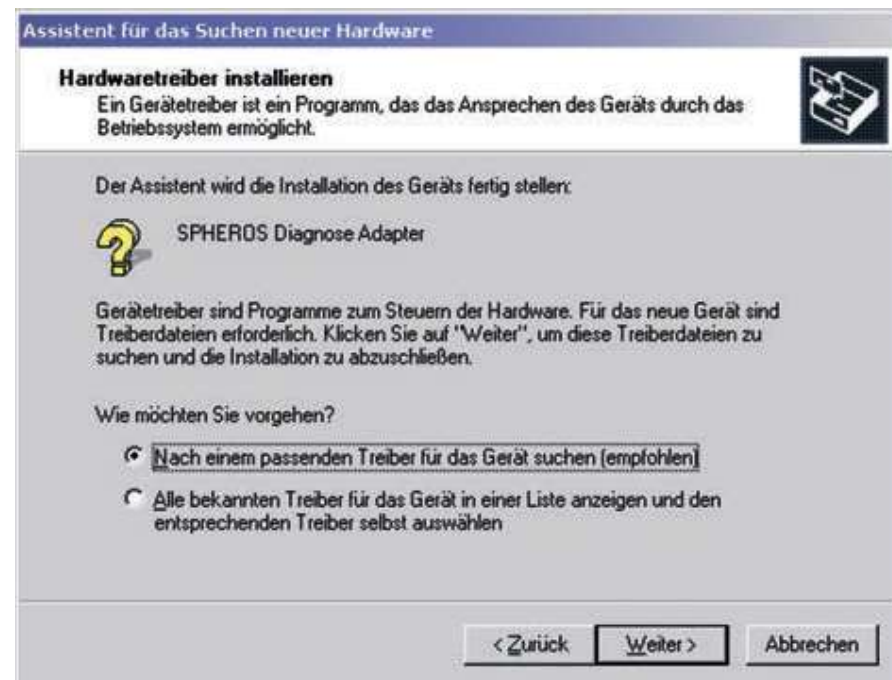 Assistent für das Suchen neuer Hardware
Hardwaretreiber installieren
Ein Gerätetreiber ist ein Programm, das das Ansprechen des Geräts durch das
Betriebssystem ermöglicht.
Der Assistent wird die Installation des Geräts fertig stellen:
SPHEROS Diagnose Adapter
Gerätetreiber sind Programme zum Steuern der Hardware. Für das neue Gerät sind
Treiberdateien erforderlich. Klicken Sie auf "Weiter", um diese Treiberdateien zu
suchen und die Installation zu abzuschließen.
Wie möchten Sie vorgehen?
Nach einem passenden Treiber für das Gerät suchen (empfohlen)
Alle bekannten Treiber für das Gerät in einer Liste anzeigen und den
entsprechenden Treiber selbst auswählen
< Zurück Weiter > Abbrechen